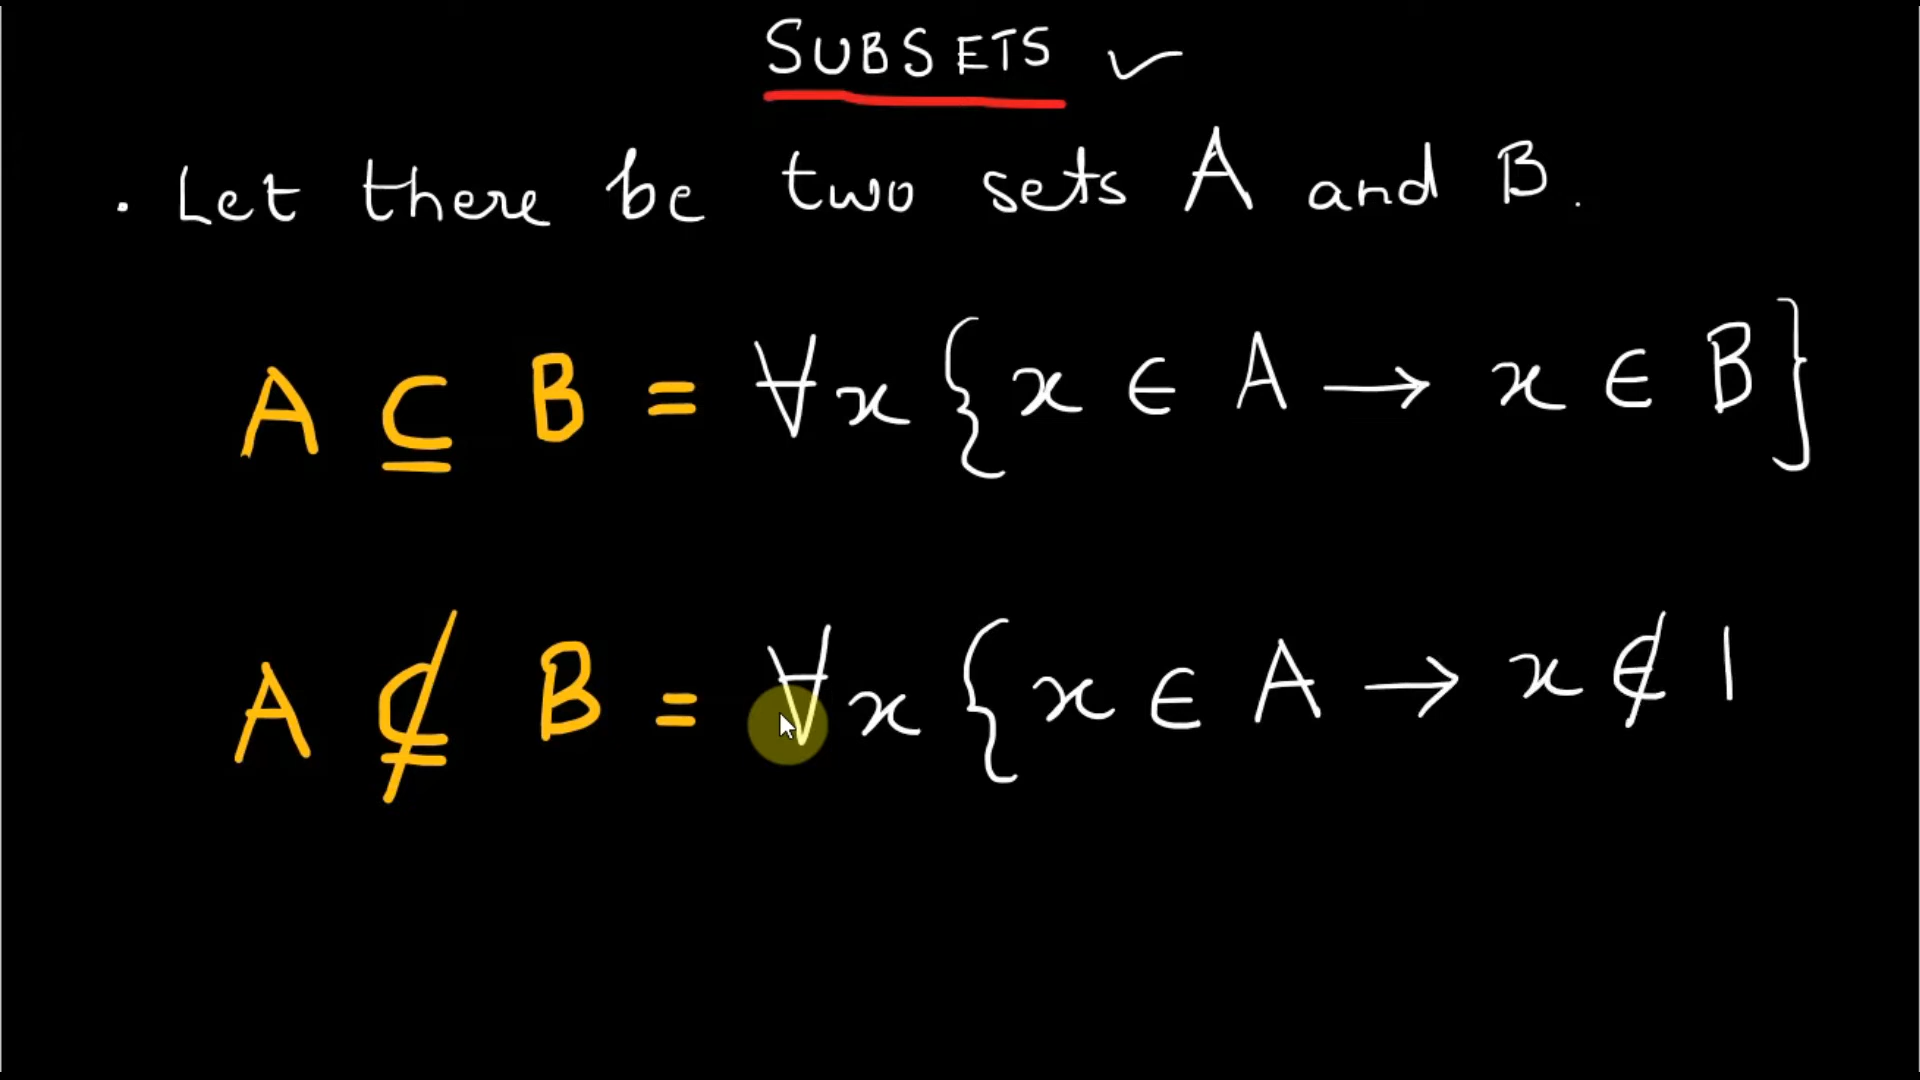 SUBSETS ✓
. Let there be two sets A and B.
A ⊆ B = ∀x { x ∈ A → x ∈ B }
A ⊈ B = ∀x { x ∈ A → x ∉ |